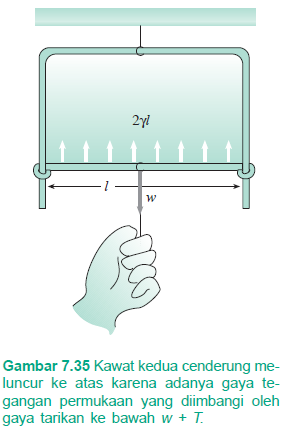 2γl
l
w
Gambar 7.35 Kawat kedua cenderung me-
luncur ke atas karena adanya gaya te-
gangan permukaan yang diimbangi oleh
gaya tarikan ke bawah w + T.